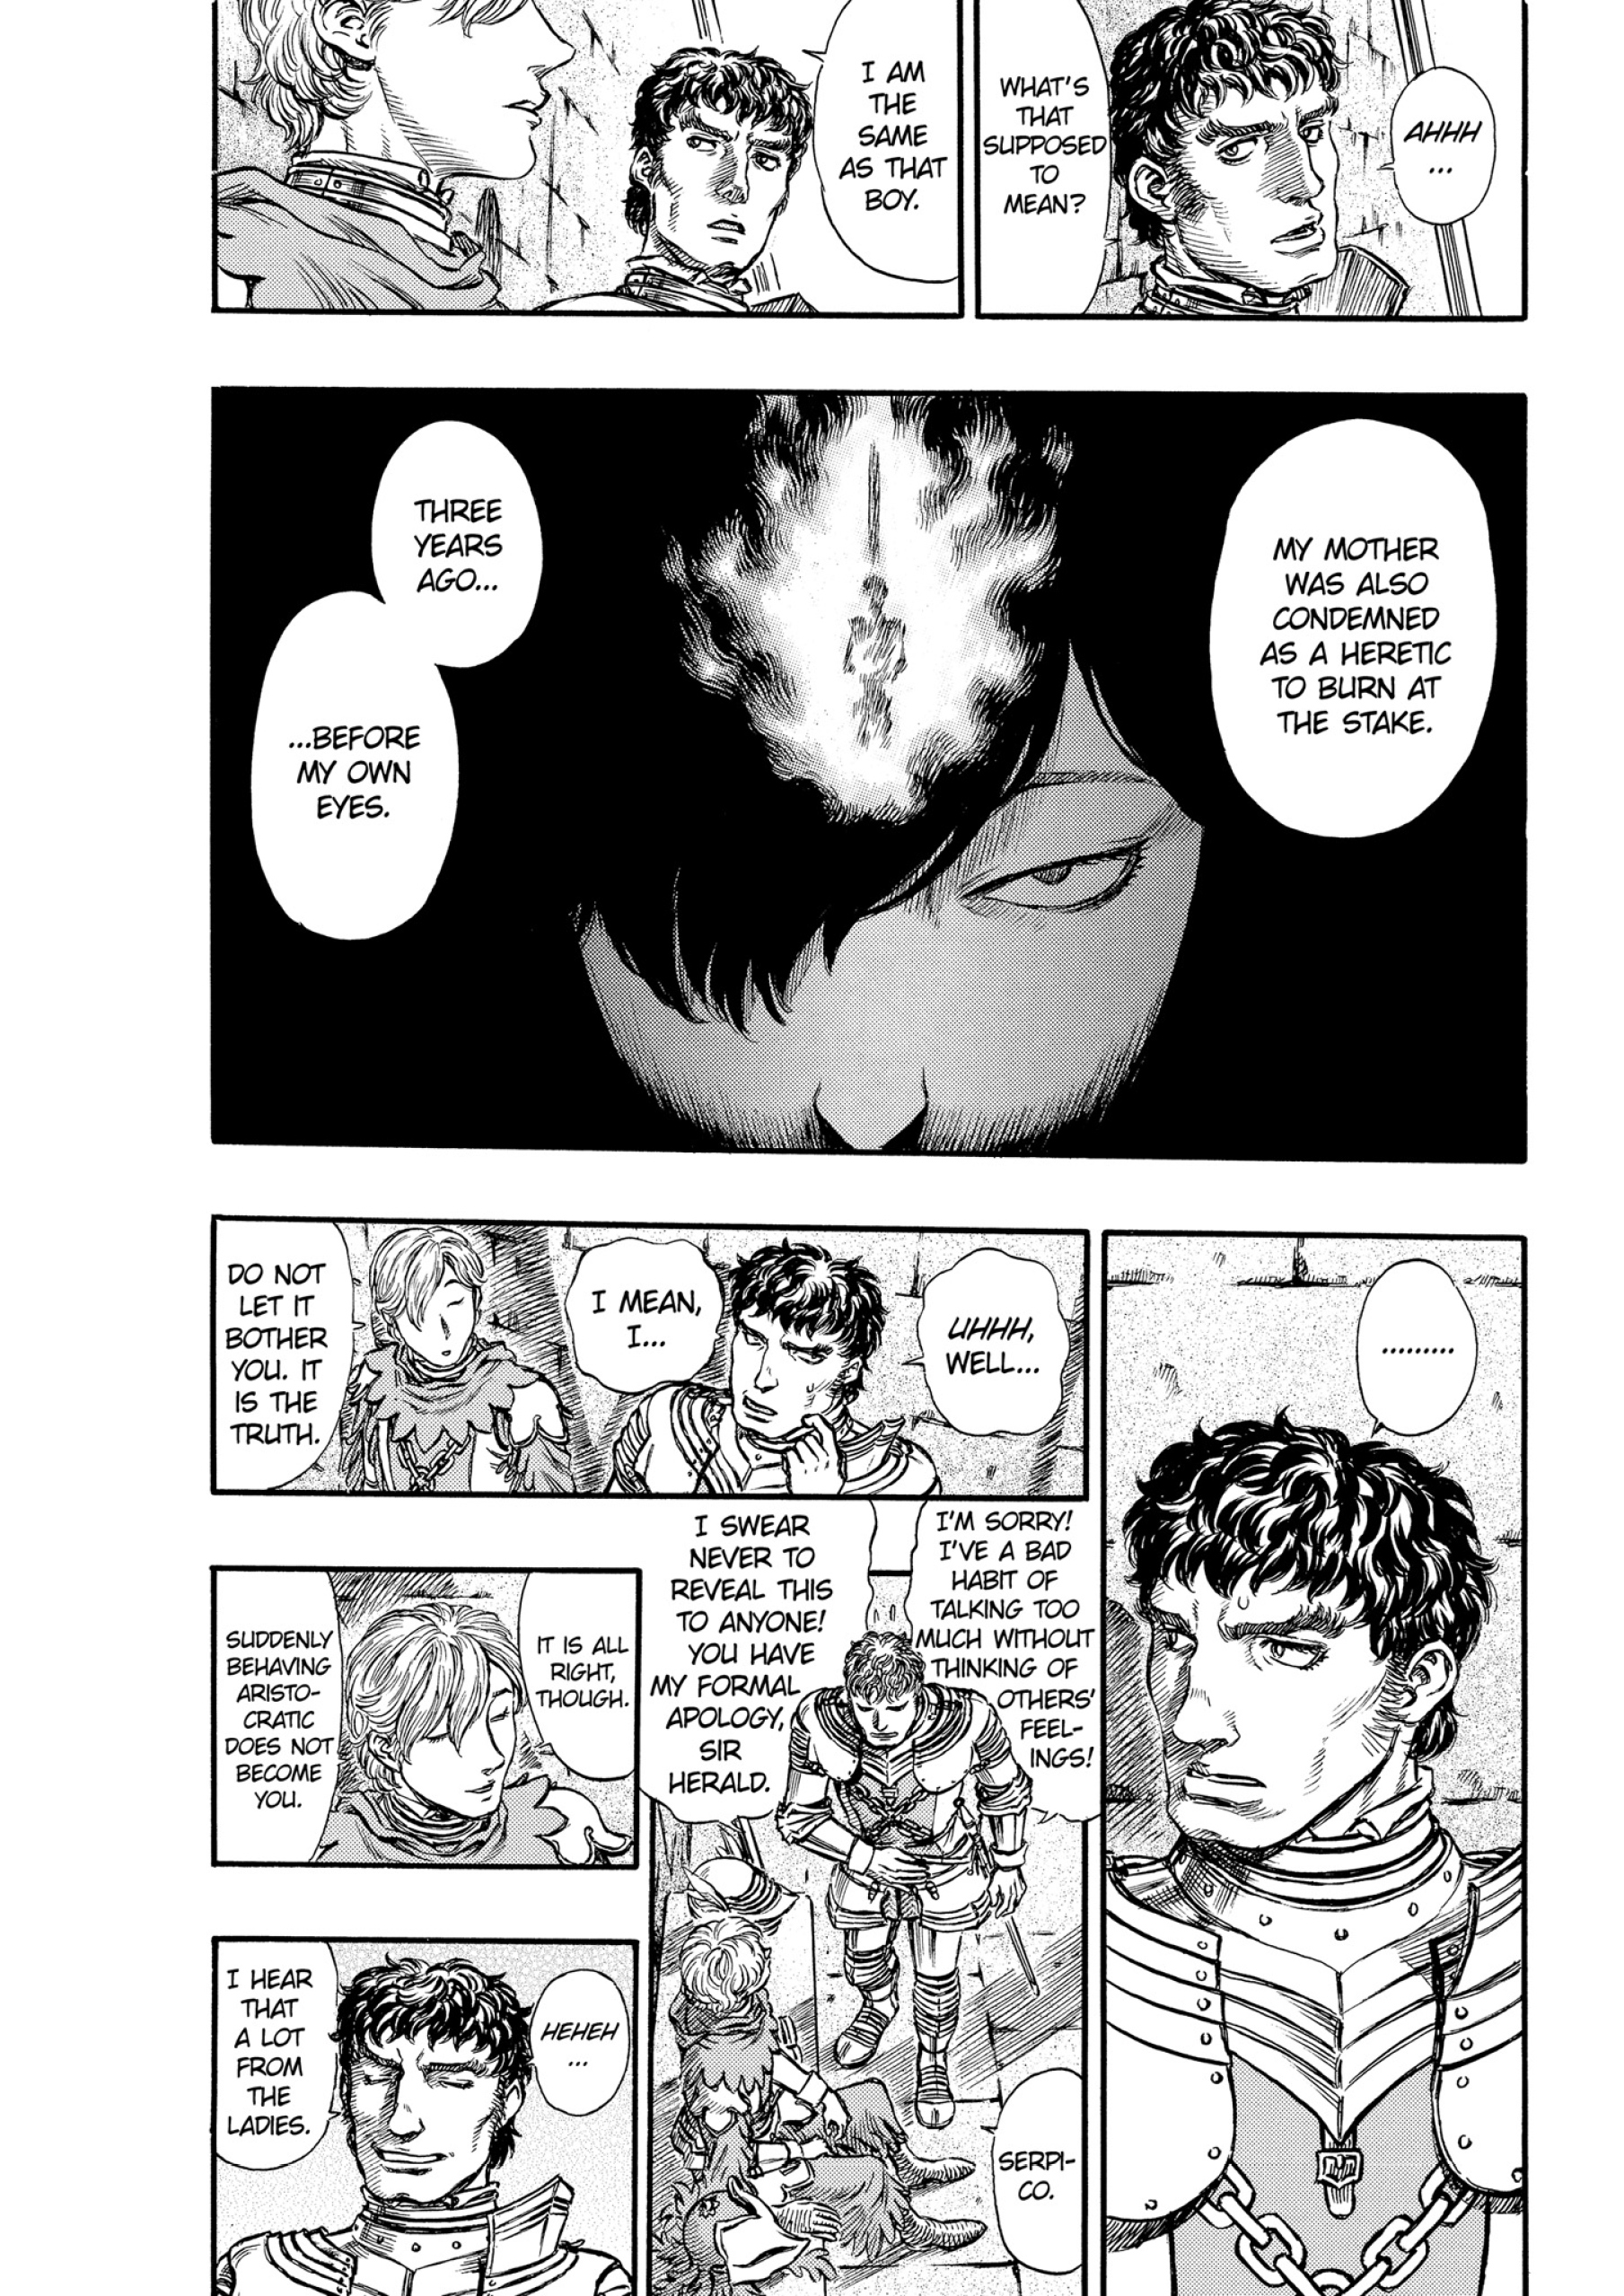 AHHH
...
WHAT'S
THAT
SUPPOSED
TO
MEAN?
I AM
THE
SAME
AS THAT
BOY.
MY MOTHER
WAS ALSO
CONDEMNED
AS A HERETIC
TO BURN AT
THE STAKE.
THREE
YEARS
AGO...
...BEFORE
MY OWN
EYES.
.........
UHHH,
WELL...
I MEAN,
I...
DO NOT
LET IT
BOTHER
YOU. IT
IS THE
TRUTH.
I'M SORRY!
I'VE A BAD
HABIT OF
TALKING TOO
MUCH WITHOUT
THINKING OF
OTHERS'
FEEL-
INGS!
I SWEAR
NEVER TO
REVEAL THIS
TO ANYONE!
YOU HAVE
MY FORMAL
APOLOGY,
SIR
HERALD.
SERPI-
CO.
IT IS ALL
RIGHT,
THOUGH.
SUDDENLY
BEHAVING
ARISTO-
CRATIC
DOES NOT
BECOME
YOU.
HEHEH
...
I HEAR
THAT
A LOT
FROM
THE
LADIES.